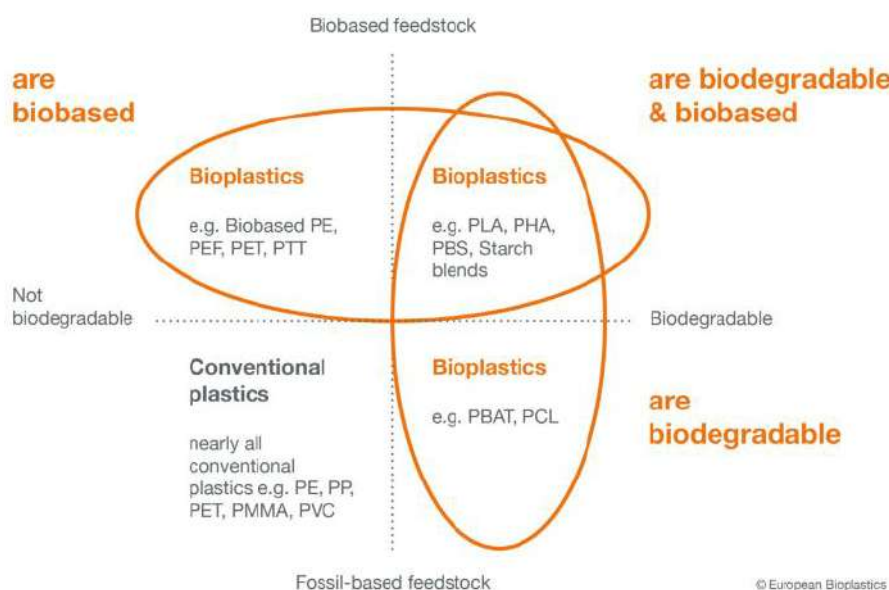 Biobased feedstock
are
biobased
are biodegradable
& biobased
Bioplastics
e.g. Biobased PE,
PEF, PET, PTT
Bioplastics
e.g. PLA, PHA,
PBS, Starch
blends
Not
biodegradable
Biodegradable
Conventional
plastics
nearly all
conventional
plastics e.g. PE, PP,
PET, PMMA, PVC
Bioplastics
e.g. PBAT, PCL
are
biodegradable
Fossil-based feedstock
© European Bioplastics